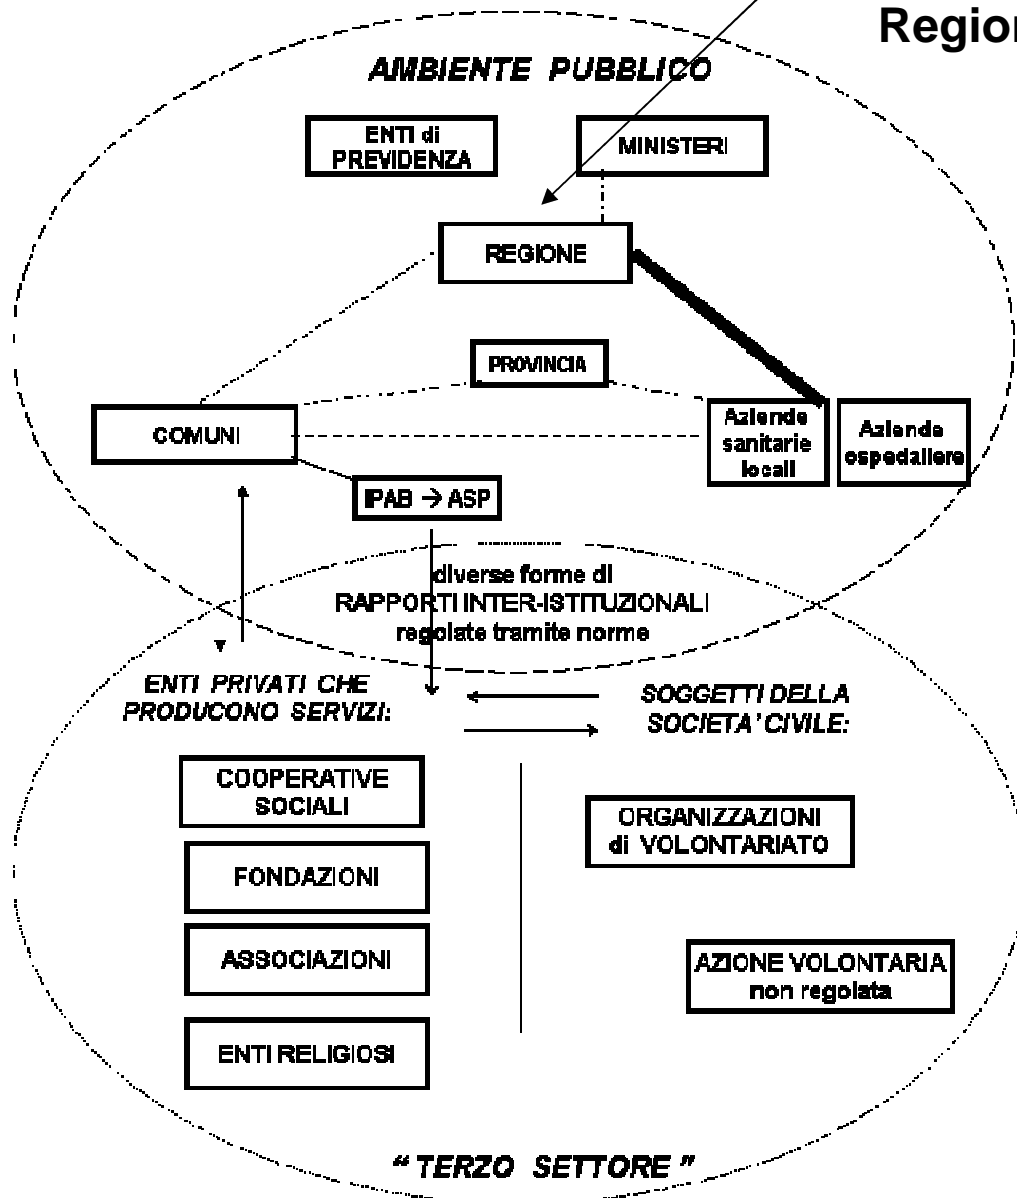 Region
AMBIENTE PUBBLICO
ENTI di
PREVIDENZA
MINISTERI
REGIONE
PROVINCIA
COMUNI
Aziende
sanitarie
locali
Aziende
ospedaliere
IPAB → ASP
diverse forme di
RAPPORTI INTER-ISTITUZIONALI
regolate tramite norme
ENTI PRIVATI CHE
PRODUCONO SERVIZI:
SOGGETTI DELLA
SOCIETA' CIVILE:
COOPERATIVE
SOCIALI
ORGANIZZAZIONI
di VOLONTARIATO
FONDAZIONI
ASSOCIAZIONI
AZIONE VOLONTARIA
non regolata
ENTI RELIGIOSI
“ TERZO SETTORE ”